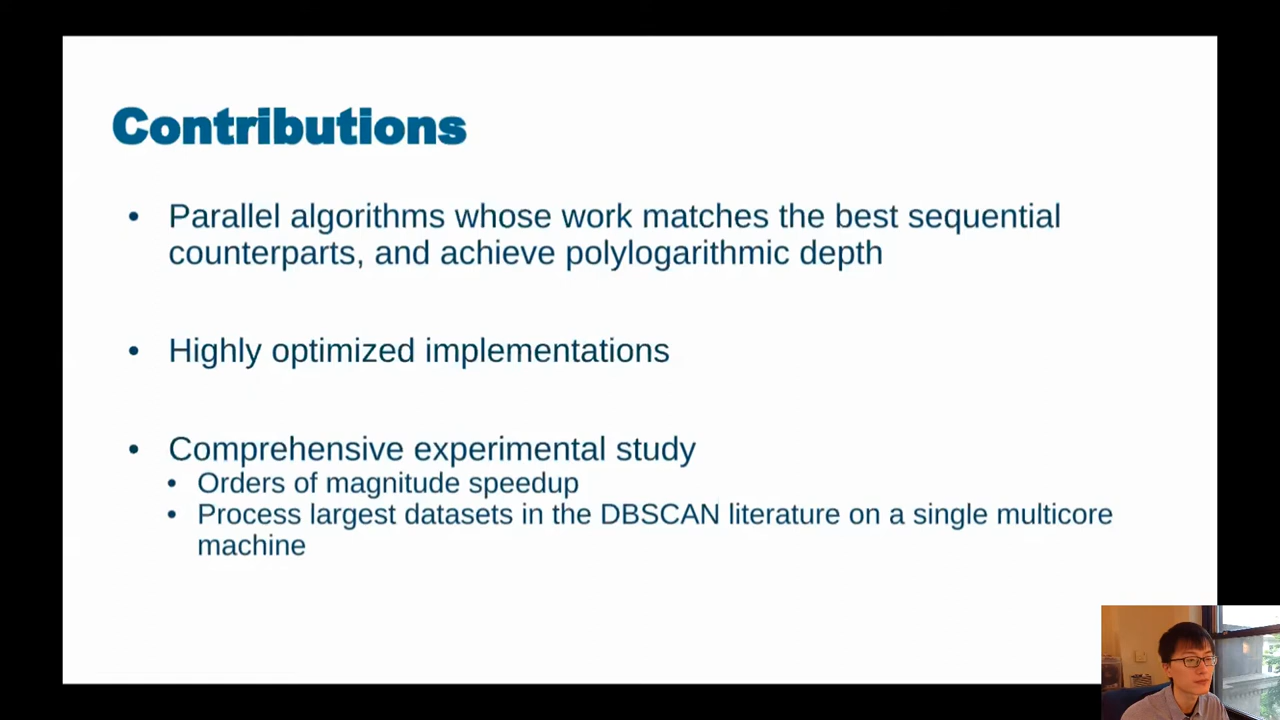 Contributions
• Parallel algorithms whose work matches the best sequential
counterparts, and achieve polylogarithmic depth
• Highly optimized implementations
• Comprehensive experimental study
• Orders of magnitude speedup
• Process largest datasets in the DBSCAN literature on a single multicore
machine